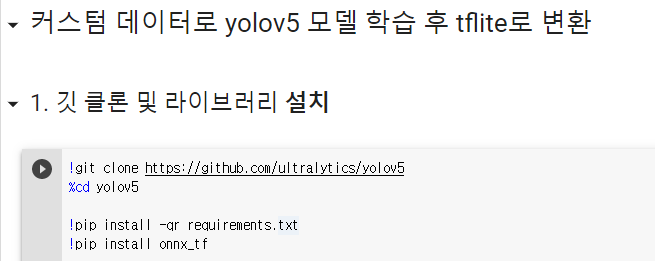 커스텀 데이터로 yolov5 모델 학습 후 tflite로 변환
1. 깃 클론 및 라이브러리 설치
!git clone https://github.com/ultralytics/yolov5
%cd yolov5
!pip install -qr requirements.txt
!pip install onnx_tf